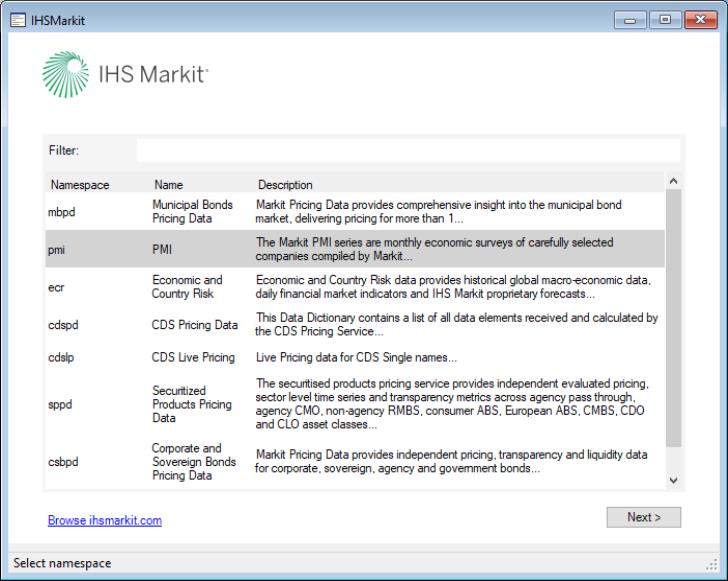 IHSMarkit
IHS Markit
Filter:
Namespace Name Description
mbpd Municipal Bonds Pricing Data Markit Pricing Data provides comprehensive insight into the municipal bond
market, delivering pricing for more than 1...
pmi PMI The Markit PMI series are monthly economic surveys of carefully selected
companies compiled by Markit...
ecr Economic and Country Risk Economic and Country Risk data provides historical global macro-economic data,
daily financial market indicators and IHS Markit proprietary forecasts...
cdspd CDS Pricing Data This Data Dictionary contains a list of all data elements received and calculated by
the CDS Pricing Service...
cdslp CDS Live Pricing Live Pricing data for CDS Single names...
sppd Securitized Products Pricing Data The securitised products pricing service provides independent evaluated pricing,
sector level time series and transparency metrics across agency pass through,
agency CMO, non-agency RMBS, consumer ABS, European ABS, CMBS, CDO
and CLO asset classes...
csbpd Corporate and Sovereign Bonds Pricing Data Markit Pricing Data provides independent pricing, transparency and liquidity data
for corporate, sovereign, agency and government bonds...
Browse ihsmarkit.com
Next >
Select namespace